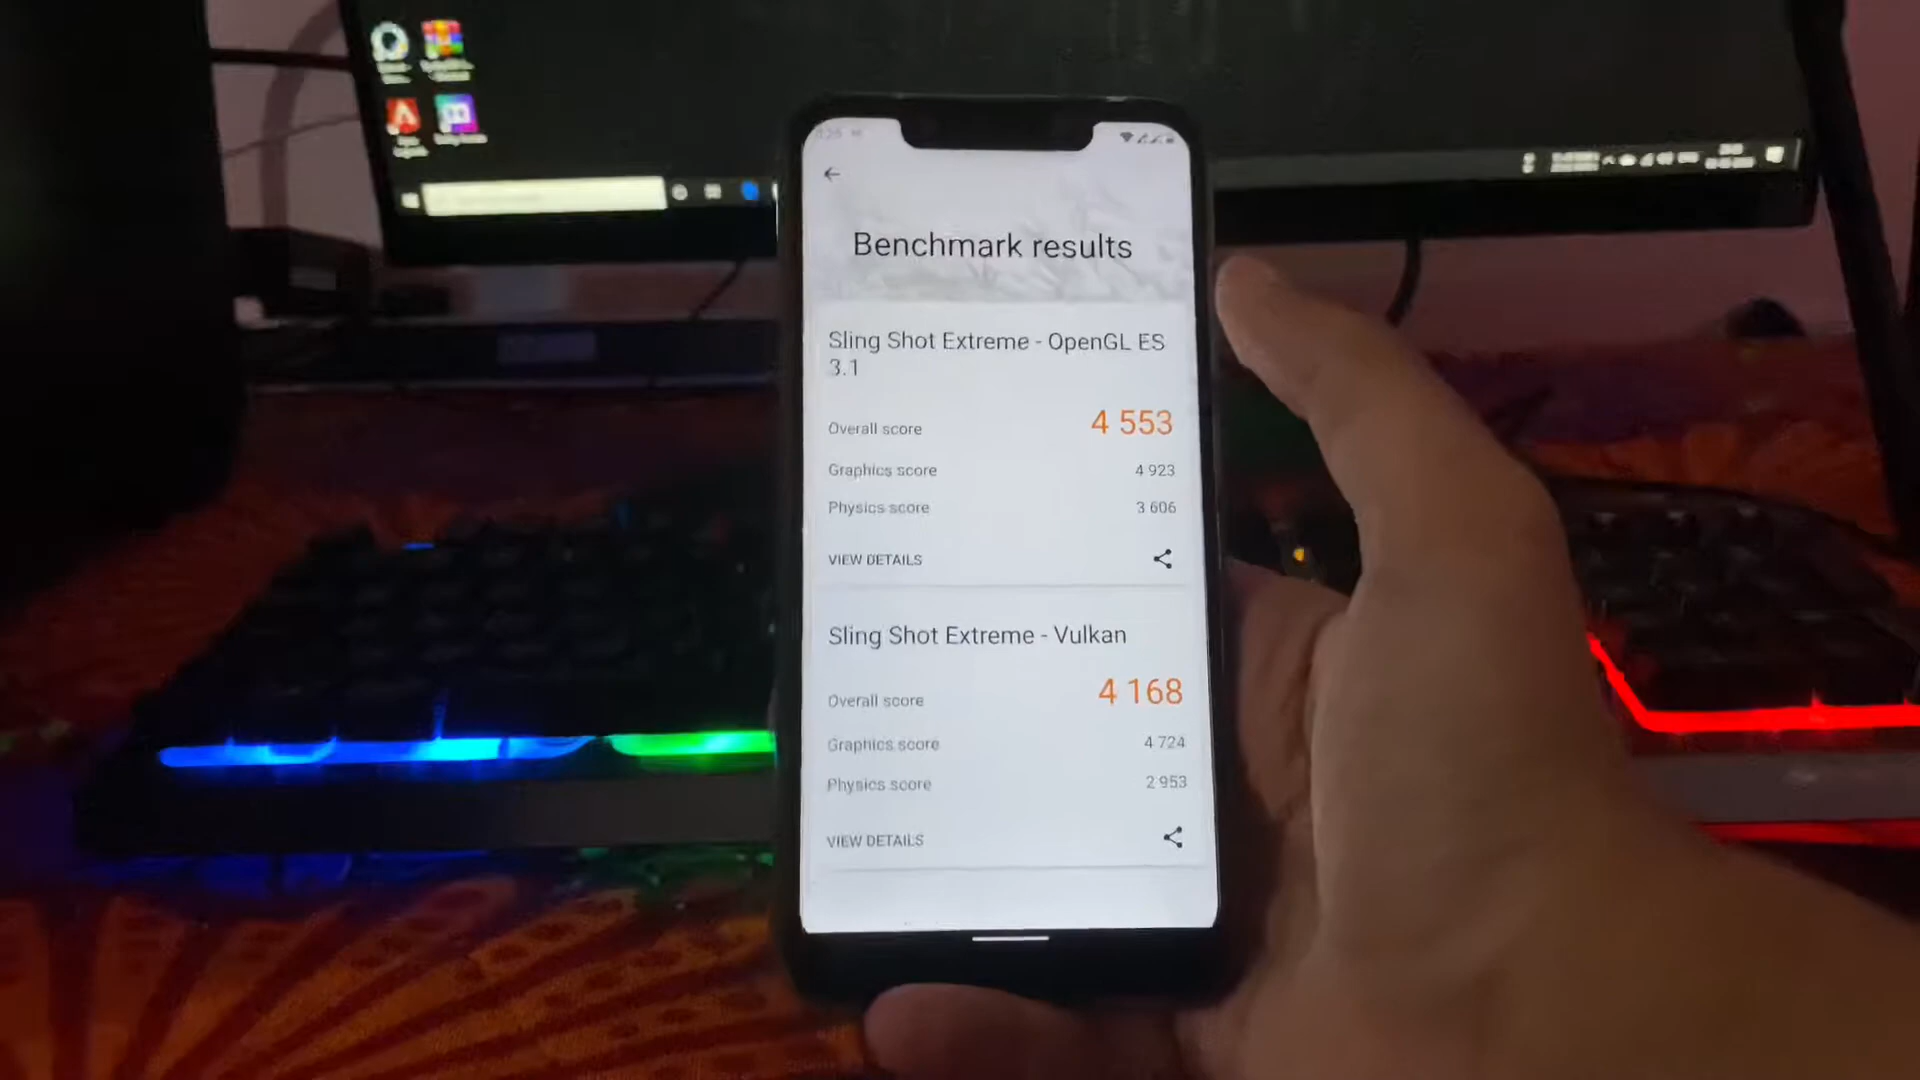 Benchmark results
Sling Shot Extreme - OpenGL ES
3.1
Overall score 4 553
Graphics score 4 923
Physics score 3 606
VIEW DETAILS
Sling Shot Extreme - Vulkan
Overall score 4 168
Graphics score 4 724
Physics score 2 953
VIEW DETAILS